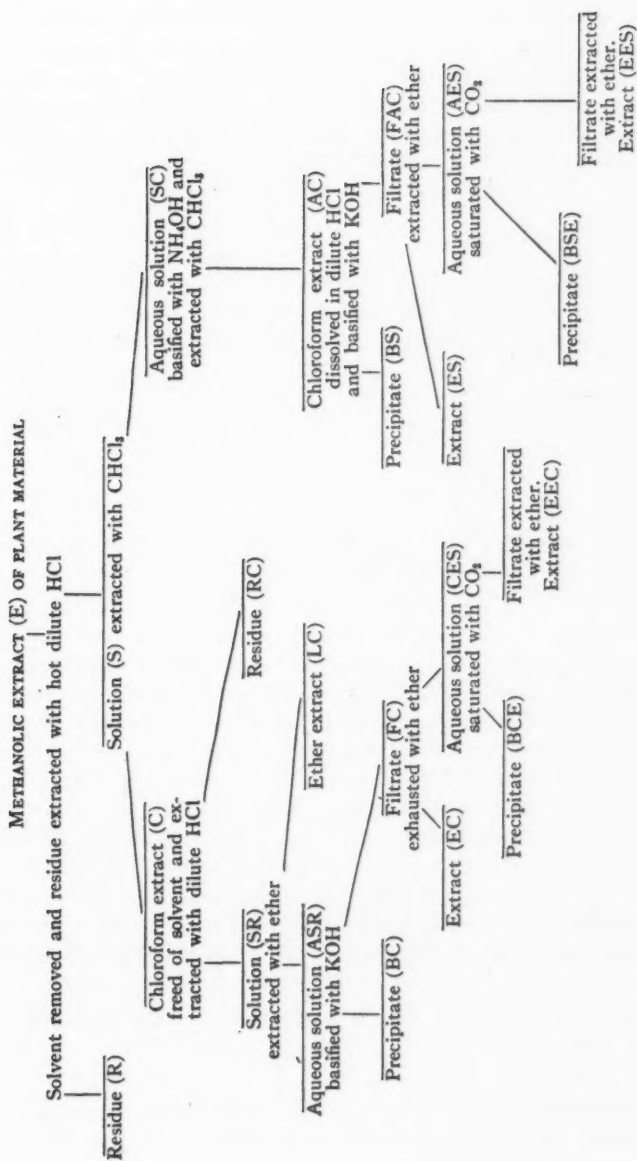 METHANOLIC EXTRACT (E) OF PLANT MATERIAL
Solvent removed and residue extracted with hot dilute HCl
Residue (R)
Solution (S) extracted with CHCl₃
Chloroform extract (C)
freed of solvent and ex-
tracted with dilute HCl
Aqueous solution (SC)
basified with NH₄OH and
extracted with CHCl₃
Solution (SR)
extracted with ether
Residue (RC)
Aqueous solution (ASR)
basified with KOH
Ether extract (LC)
Chloroform extract (AC)
dissolved in dilute HCl
and basified with KOH
Precipitate (BC)
Filtrate (FC)
exhausted with ether
Precipitate (BS)
Filtrate (FAC)
extracted with ether
Extract (EC)
Aqueous solution (CES)
saturated with CO₂
Extract (ES)
Aqueous solution (AES)
saturated with CO₂
Precipitate (BCE)
Filtrate extracted
with ether.
Extract (EEC)
Precipitate (BSE)
Filtrate extracted
with ether.
Extract (EES)